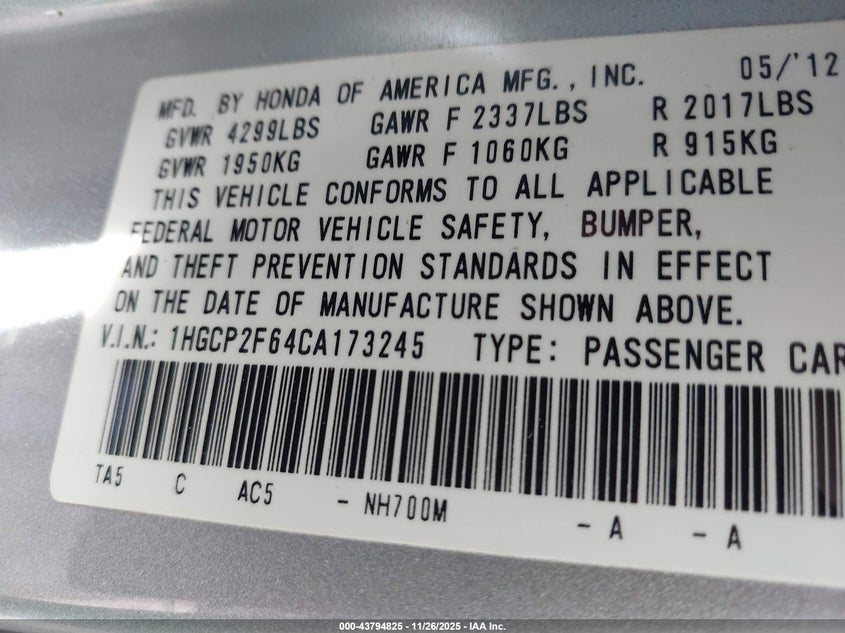 MFD. BY HONDA OF AMERICA MFG., INC. 05/'12
GVWR 4299LBS GAWR F 2337LBS R 2017LBS
GVWR 1950KG GAWR F 1060KG R 915KG
THIS VEHICLE CONFORMS TO ALL APPLICABLE
FEDERAL MOTOR VEHICLE SAFETY, BUMPER,
AND THEFT PREVENTION STANDARDS IN EFFECT
ON THE DATE OF MANUFACTURE SHOWN ABOVE.
V.I.N.: 1HGCP2F64CA173245 TYPE: PASSENGER CAR
TA5 C AC5 - NH700M - A - A
000-43794825 - 11/26/2025 - IAA Inc.